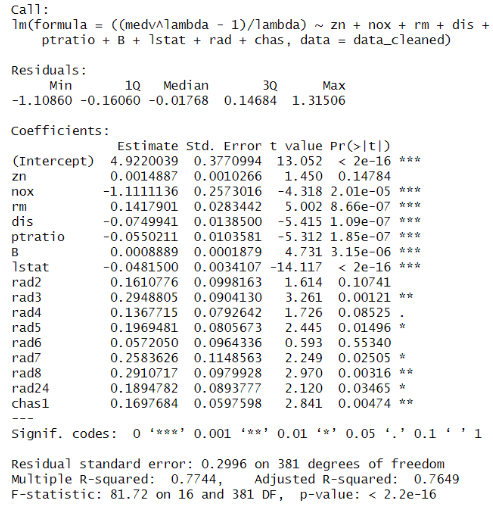 Call:
lm(formula = ((medv^lambda - 1)/lambda) ~ zn + nox + rm + dis +
    ptratio + B + lstat + rad + chas, data = data_cleaned)
Residuals:
     Min       1Q   Median       3Q      Max
-1.10860 -0.16060 -0.01768  0.14684  1.31506
Coefficients:
              Estimate Std. Error t value Pr(>|t|)
(Intercept)  4.9220039  0.3770994  13.052  < 2e-16 ***
zn           0.0014887  0.0010266   1.450  0.14784
nox         -1.1111136  0.2573016  -4.318 2.01e-05 ***
rm           0.1417901  0.0283442   5.002 8.66e-07 ***
dis         -0.0749941  0.0138500  -5.415 1.09e-07 ***
ptratio     -0.0550211  0.0103581  -5.312 1.85e-07 ***
B            0.0008889  0.0001879   4.731 3.15e-06 ***
lstat       -0.0481500  0.0034107 -14.117  < 2e-16 ***
rad2         0.1610776  0.0998163   1.614  0.10741
rad3         0.2948805  0.0904130   3.261  0.00121 **
rad4         0.1367715  0.0792642   1.726  0.08525 .
rad5         0.1969481  0.0805673   2.445  0.01496 *
rad6         0.0572050  0.0964336   0.593  0.55340
rad7         0.2583626  0.1148563   2.249  0.02505 *
rad8         0.2910717  0.0979928   2.970  0.00316 **
rad24        0.1894782  0.0893777   2.120  0.03465 *
chas1        0.1697684  0.0597598   2.841  0.00474 **
---
Signif. codes:  0 ‘***’ 0.001 ‘**’ 0.01 ‘*’ 0.05 ‘.’ 0.1 ‘ ’ 1
Residual standard error: 0.2996 on 381 degrees of freedom
Multiple R-squared:  0.7744,    Adjusted R-squared:  0.7649
F-statistic: 81.72 on 16 and 381 DF,  p-value: < 2.2e-16